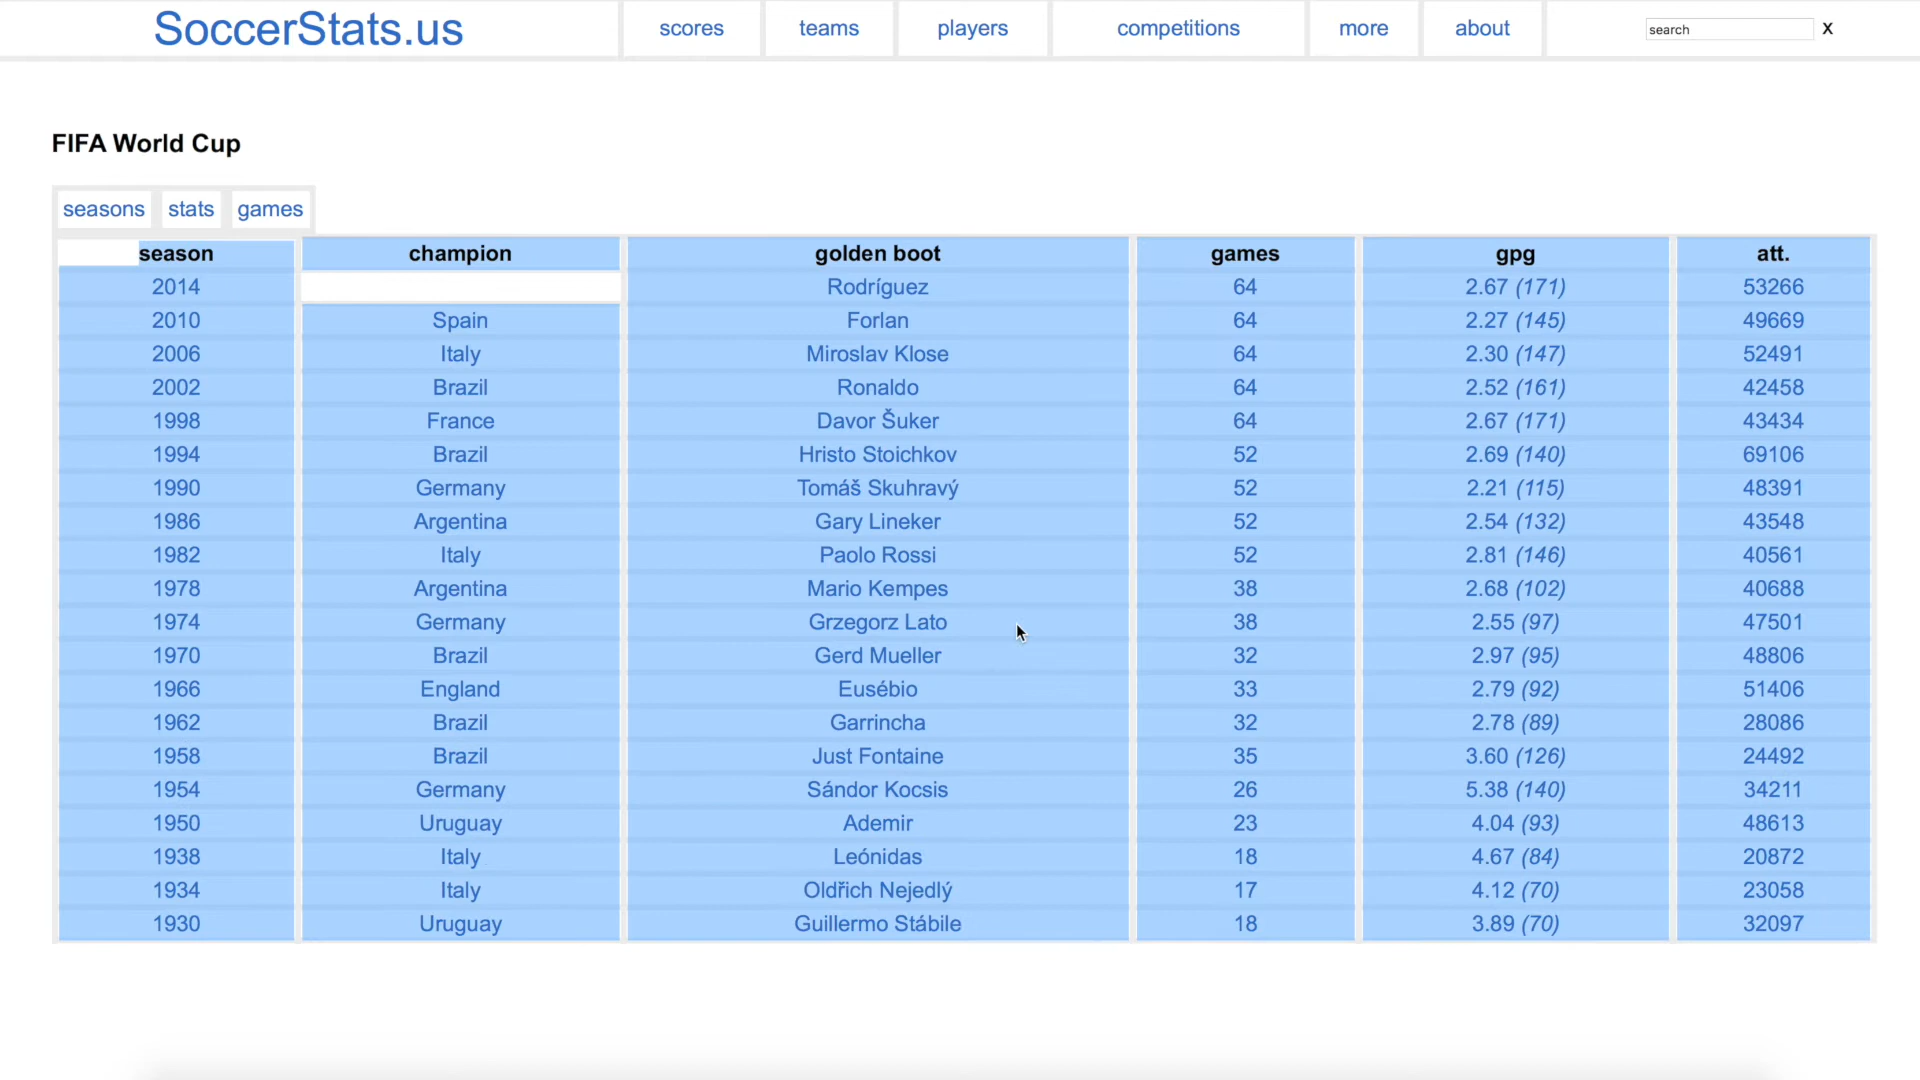 SoccerStats.us scores teams players competitions more about search X
FIFA World Cup
seasons stats games
season champion golden boot games gpg att.
2014 Rodríguez 64 2.67 (171) 53266
2010 Spain Forlan 64 2.27 (145) 49669
2006 Italy Miroslav Klose 64 2.30 (147) 52491
2002 Brazil Ronaldo 64 2.52 (161) 42458
1998 France Davor Šuker 64 2.67 (171) 43434
1994 Brazil Hristo Stoichkov 52 2.69 (140) 69106
1990 Germany Tomáš Skuhravý 52 2.21 (115) 48391
1986 Argentina Gary Lineker 52 2.54 (132) 43548
1982 Italy Paolo Rossi 52 2.81 (146) 40561
1978 Argentina Mario Kempes 38 2.68 (102) 40688
1974 Germany Grzegorz Lato 38 2.55 (97) 47501
1970 Brazil Gerd Mueller 32 2.97 (95) 48806
1966 England Eusébio 33 2.79 (92) 51406
1962 Brazil Garrincha 32 2.78 (89) 28086
1958 Brazil Just Fontaine 35 3.60 (126) 24492
1954 Germany Sándor Kocsis 26 5.38 (140) 34211
1950 Uruguay Ademir 23 4.04 (93) 48613
1938 Italy Leónidas 18 4.67 (84) 20872
1934 Italy Oldřich Nejedlý 17 4.12 (70) 23058
1930 Uruguay Guillermo Stábile 18 3.89 (70) 32097